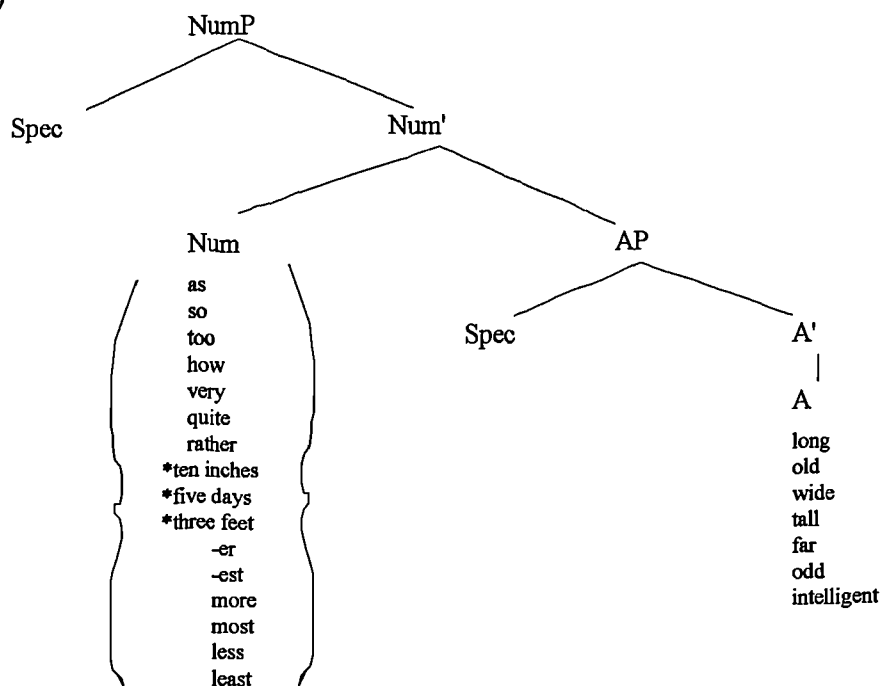 )
NumP
Spec Num'
Num AP
as
so
too
how
very
quite
rather
*ten inches
*five days
*three feet
-er
-est
more
most
less
least
Spec A'
A
long
old
wide
tall
far
odd
intelligent